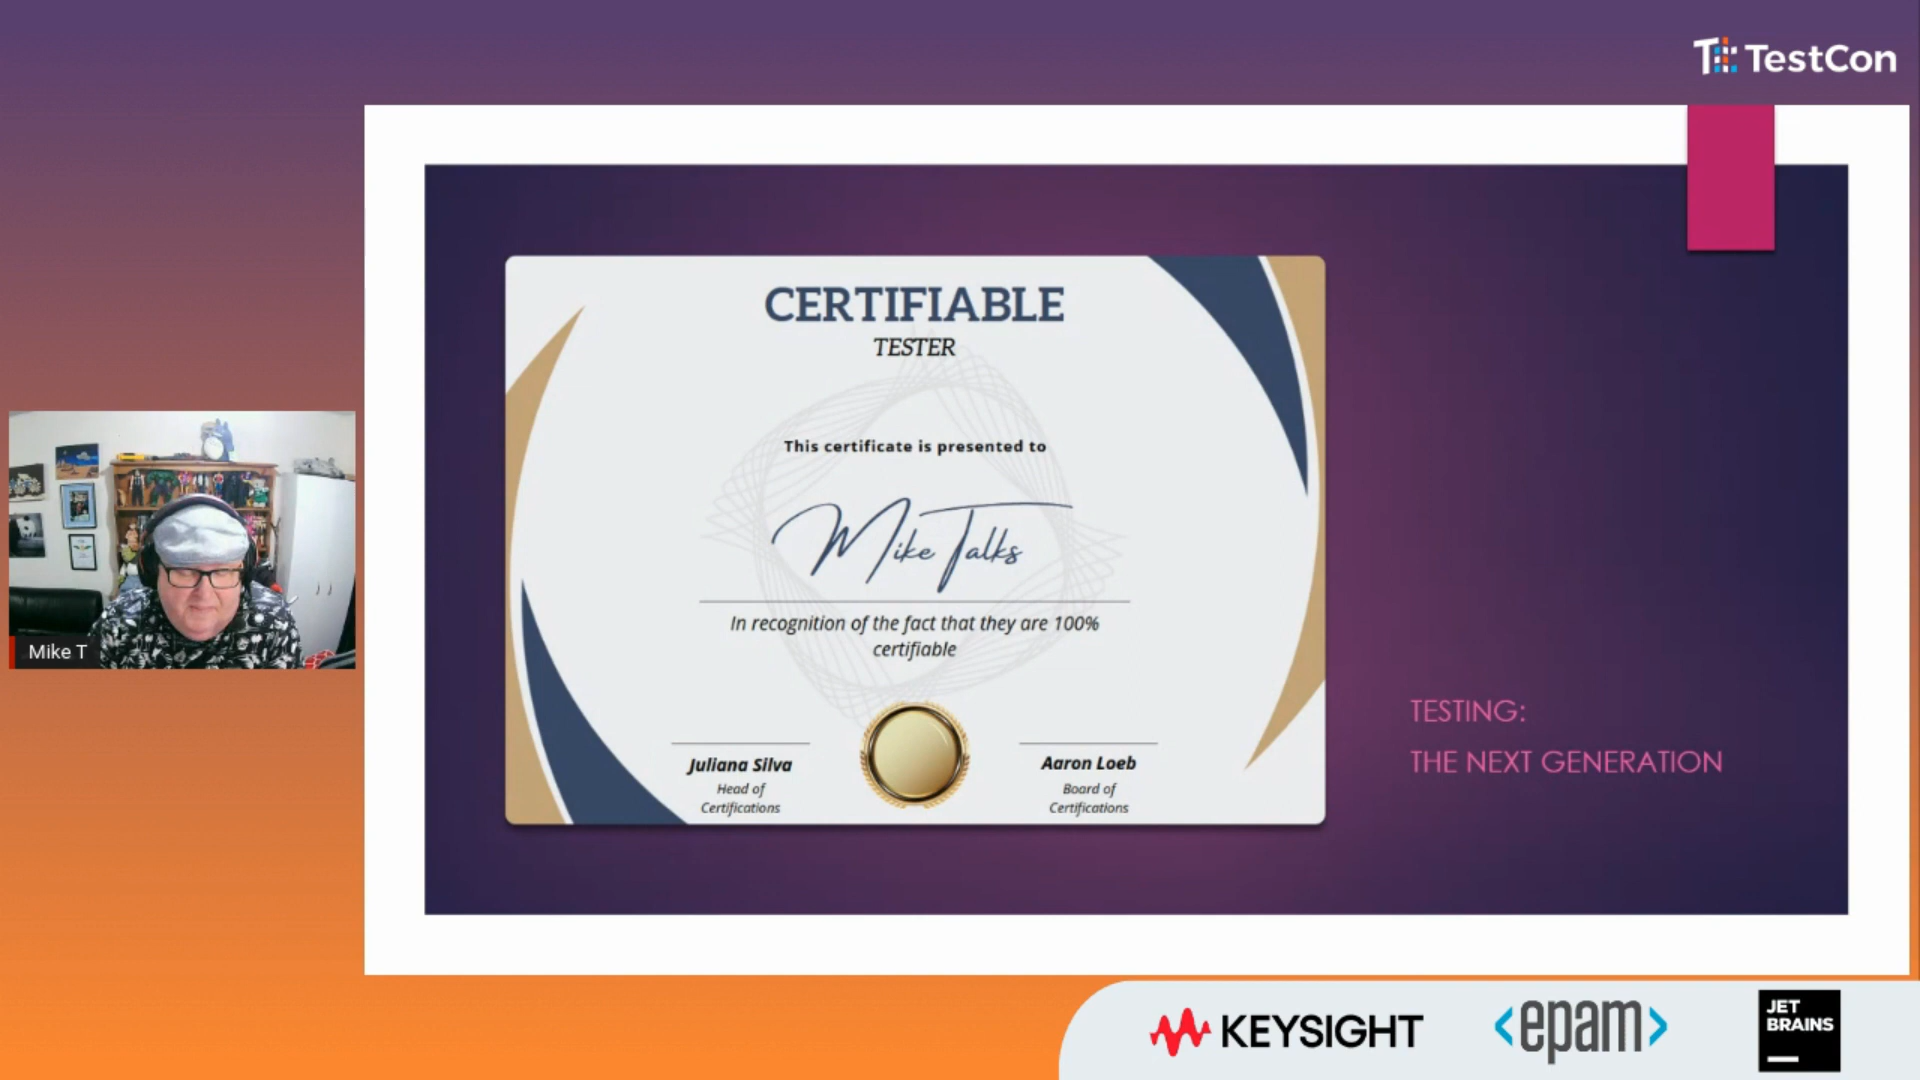 TestCon
CERTIFIABLE
TESTER
This certificate is presented to
Mike Talks
In recognition of the fact that they are 100%
certifiable
Juliana Silva
Head of
Certifications
Aaron Loeb
Board of
Certifications
TESTING:
THE NEXT GENERATION
Mike T
KEYSIGHT
<epam>
JET
BRAINS